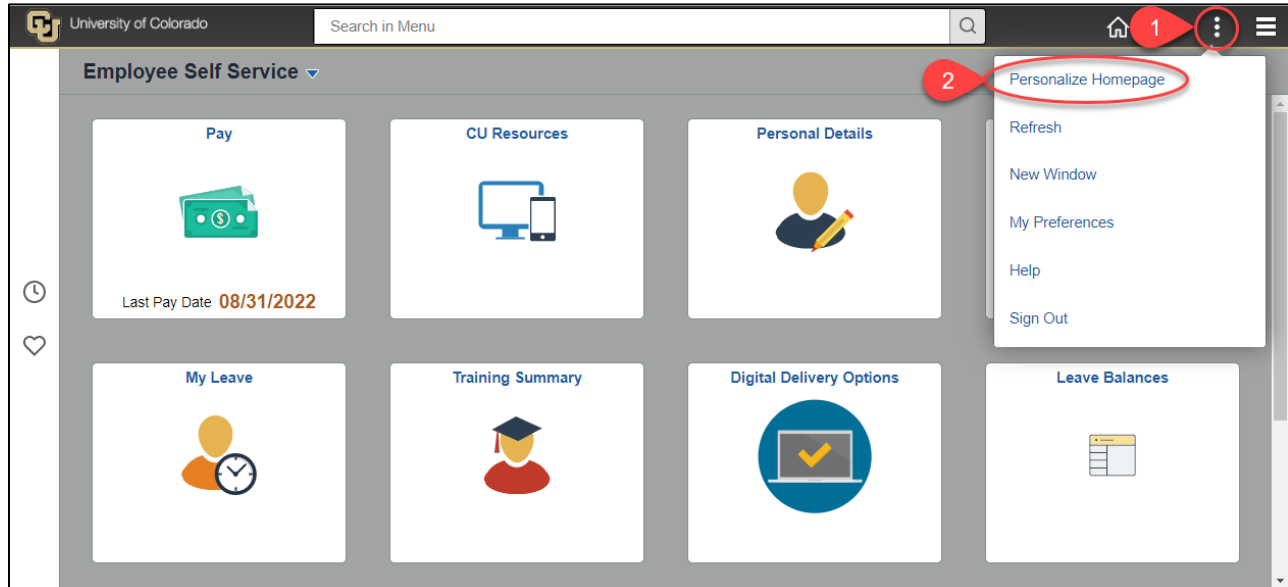 University of Colorado
Search in Menu
1
Employee Self Service
2
Personalize Homepage
Refresh
New Window
My Preferences
Help
Sign Out
Pay
CU Resources
Personal Details
Last Pay Date 08/31/2022
My Leave
Training Summary
Digital Delivery Options
Leave Balances